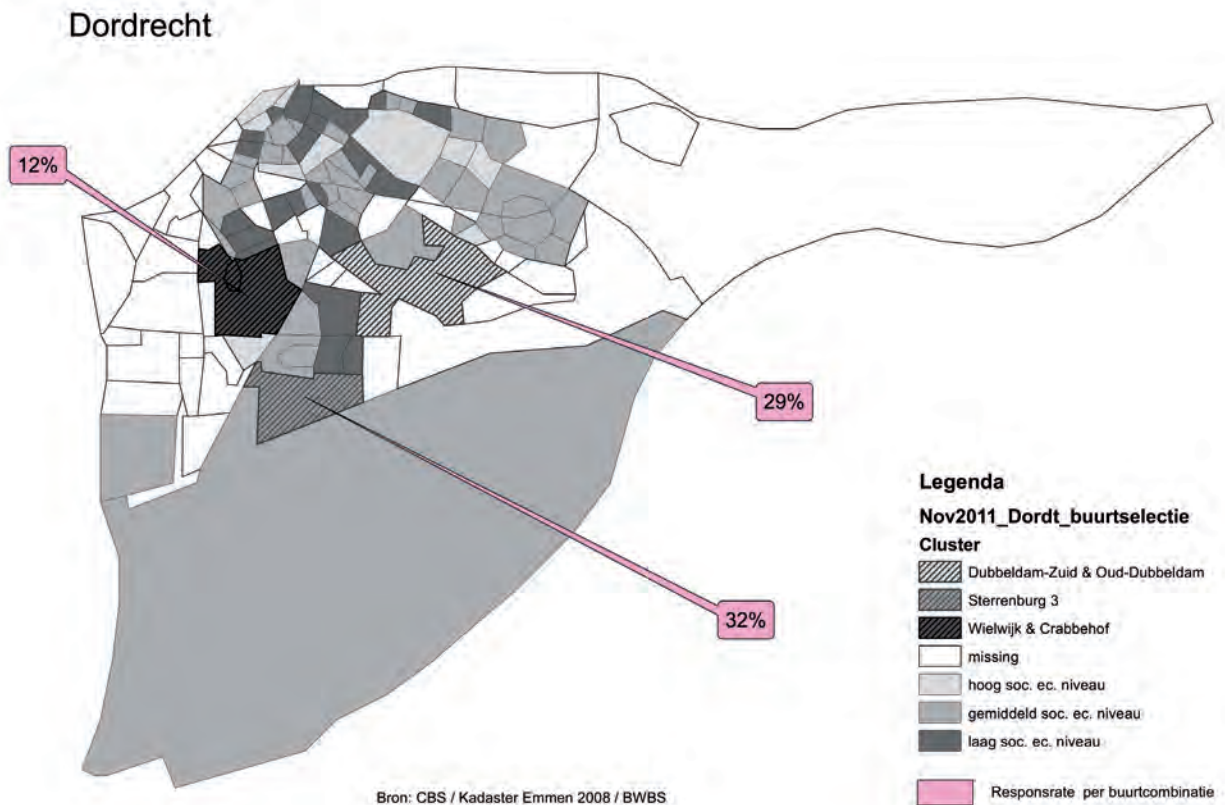 Dordrecht
12%
29%
32%
Legenda
Nov2011_Dordt_buurtselectie
Cluster
Dubbeldam-Zuid & Oud-Dubbeldam
Sterrenburg 3
Wielwijk & Crabbehof
missing
hoog soc. ec. niveau
gemiddeld soc. ec. niveau
laag soc. ec. niveau
Responsrate per buurtcombinatie
Bron: CBS / Kadaster Emmen 2008 / BWBS